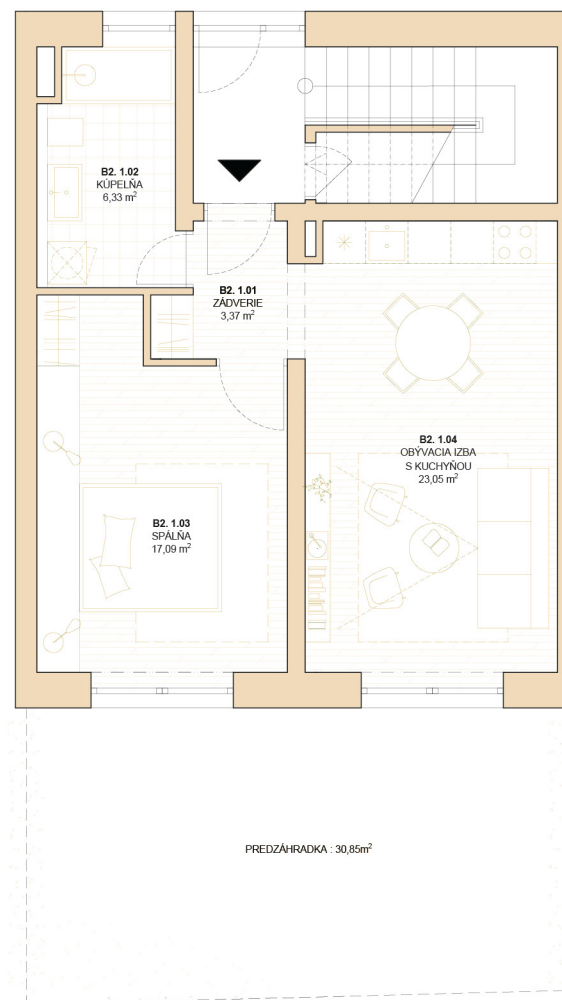 B2. 1.02
KÚPEĽŇA
6,33 m²
B2. 1.01
ZÁDVERIE
3,37 m²
B2. 1.04
OBÝVACIA IZBA
S KUCHYŇOU
23,05 m²
B2. 1.03
SPÁLŇA
17,09 m²
PREDZÁHRADKA : 30,85m²